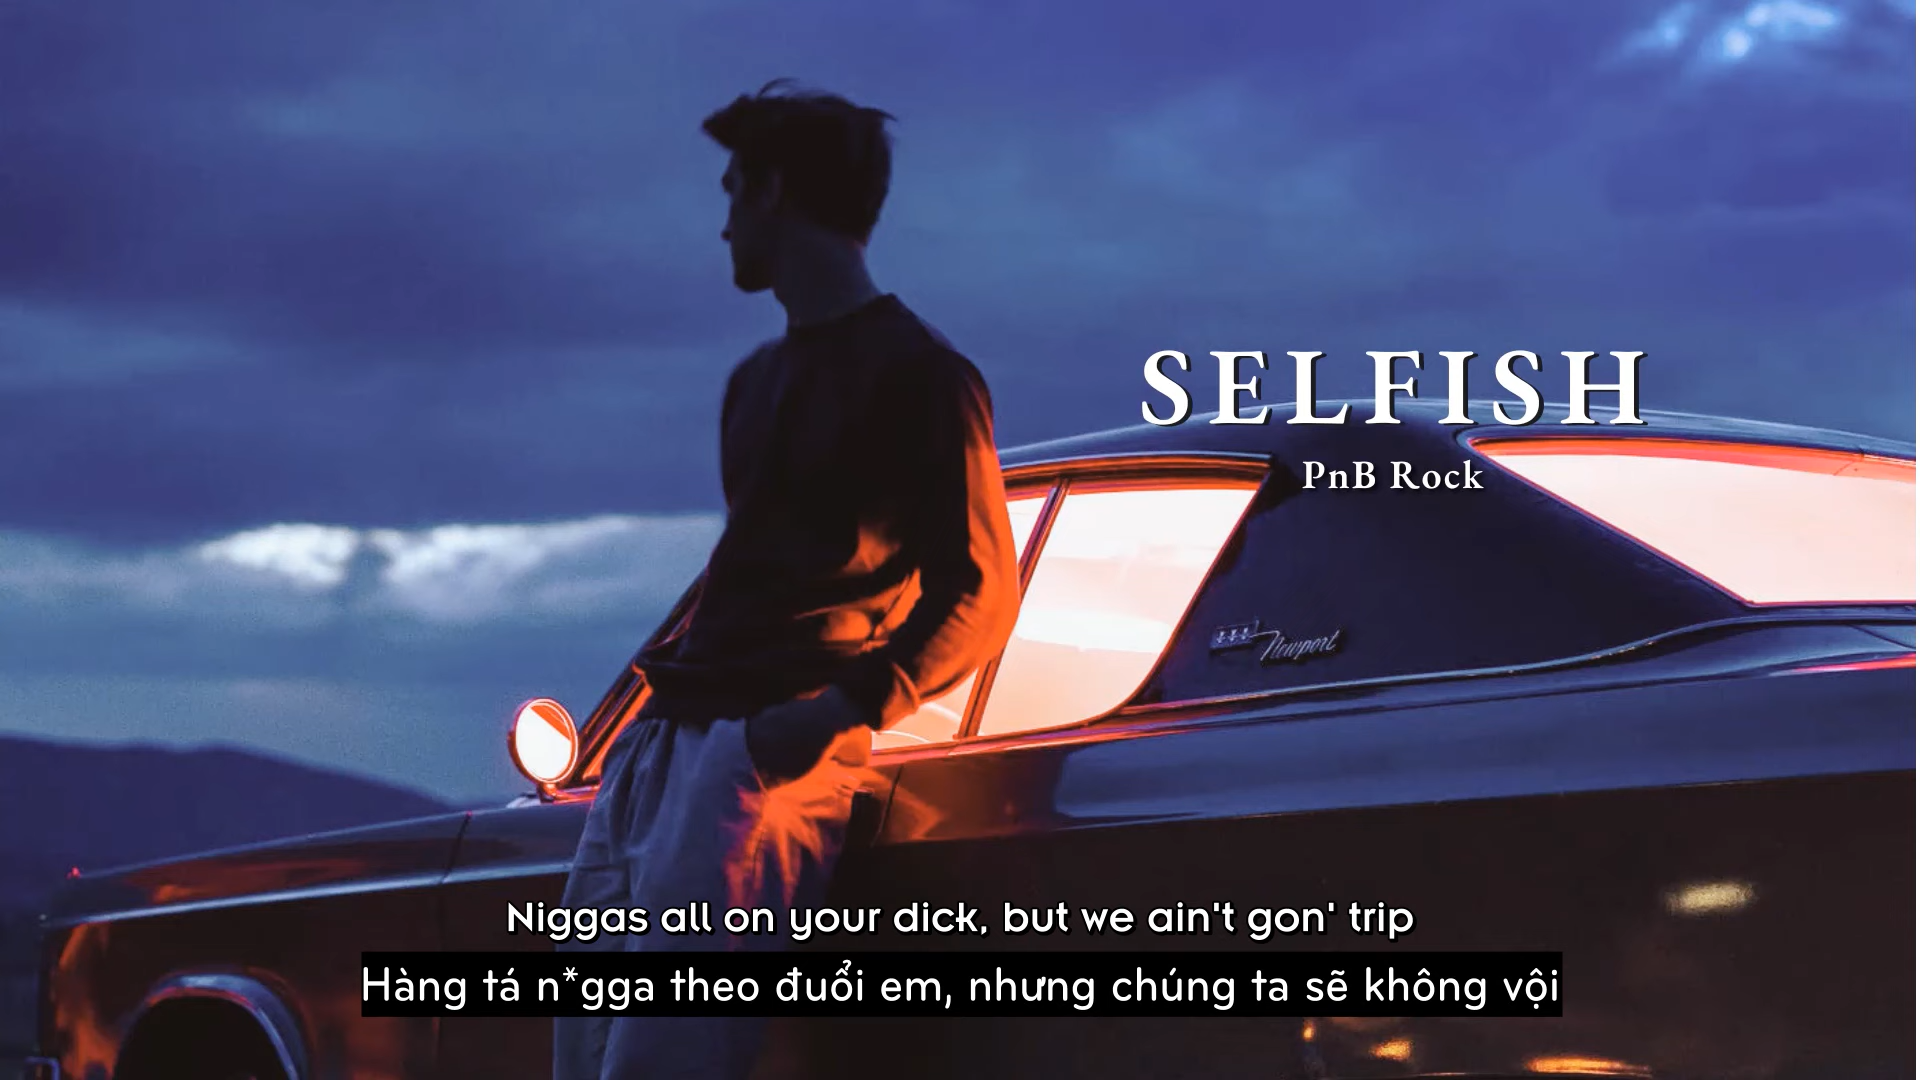 SELFISH
PnB Rock
Newport
Niggas all on your dick, but we ain't gon' trip
Hàng tá n*gga theo đuổi em, nhưng chúng ta sẽ không vội